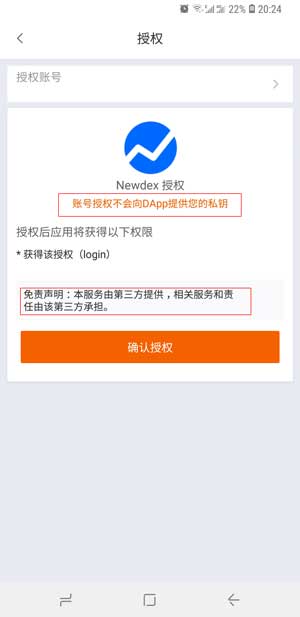 22% 20:24
授权
授权账号
Newdex 授权
账号授权不会向DApp提供您的私钥
授权后应用将获得以下权限
* 获得该授权（login）
免责声明：本服务由第三方提供，相关服务和责
任由该第三方承担。
确认授权